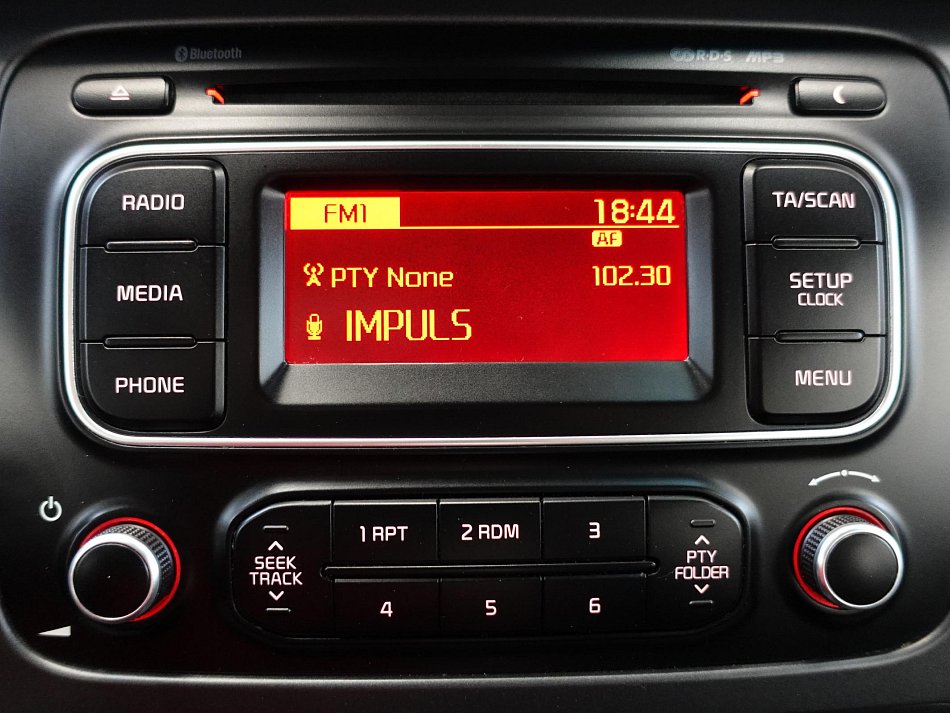 Bluetooth
R·D·S MP3
RADIO
MEDIA
PHONE
FM1
18:44
AF
PTY None
102.30
IMPULS
TA/SCAN
SETUP
CLOCK
MENU
SEEK
TRACK
1 RPT
2 RDM
3
4
5
6
PTY
FOLDER